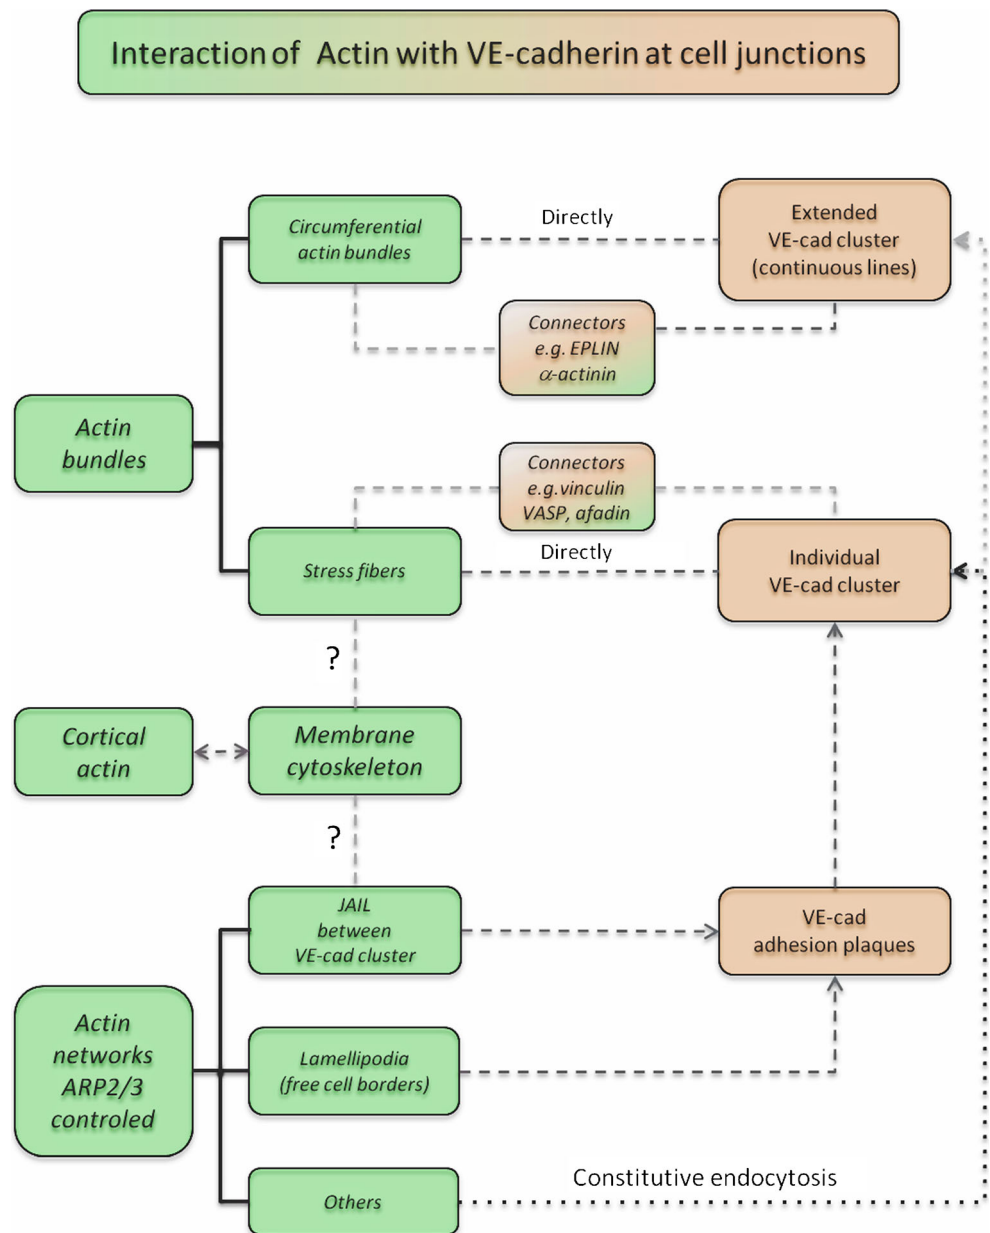 Interaction of Actin with VE-cadherin at cell junctions
Circumferential
actin bundles
Directly
Extended
VE-cad cluster
(continuous lines)
Connectors
e.g. EPLIN
α-actinin
Actin
bundles
Connectors
e.g.vinculin
VASP, afadin
Stress fibers
Directly
Individual
VE-cad cluster
?
Cortical
actin
Membrane
cytoskeleton
?
JAIL
between
VE-cad cluster
VE-cad
adhesion plaques
Actin
networks
ARP2/3
controled
Lamellipodia
(free cell borders)
Others
Constitutive endocytosis